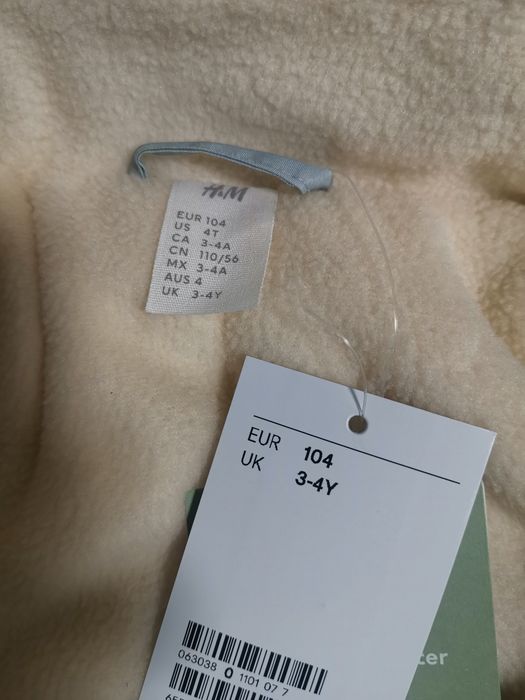 H&M
EUR 104
US 4T
CA 3-4A
CN 110/56
MX 3-4A
AUS 4
UK 3-4Y
EUR 104
UK 3-4Y
063038 0 1101 07 7